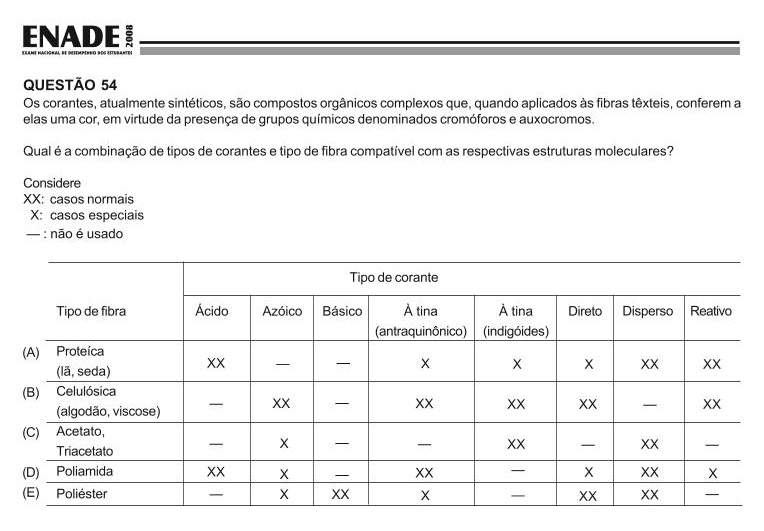 ENADE 2008
EXAME NACIONAL DE DESEMPENHO DOS ESTUDANTES
QUESTÃO 54
Os corantes, atualmente sintéticos, são compostos orgânicos complexos que, quando aplicados às fibras têxteis, conferem a
elas uma cor, em virtude da presença de grupos químicos denominados cromóforos e auxocromos.
Qual é a combinação de tipos de corantes e tipo de fibra compatível com as respectivas estruturas moleculares?
Considere
XX: casos normais
X: casos especiais
— : não é usado
Tipo de corante
Tipo de fibra Ácido Azóico Básico À tina Direto Disperso Reativo
(antraquinônico) À tina (indigóides)
(A) Proteíca
(lã, seda) XX — — X X X XX XX
(B) Celulósica
(algodão, viscose) — XX — XX XX XX — XX
(C) Acetato,
Triacetato — X — — XX — XX —
(D) Poliamida XX X — XX — X XX X
(E) Poliéster — X XX X — XX XX —